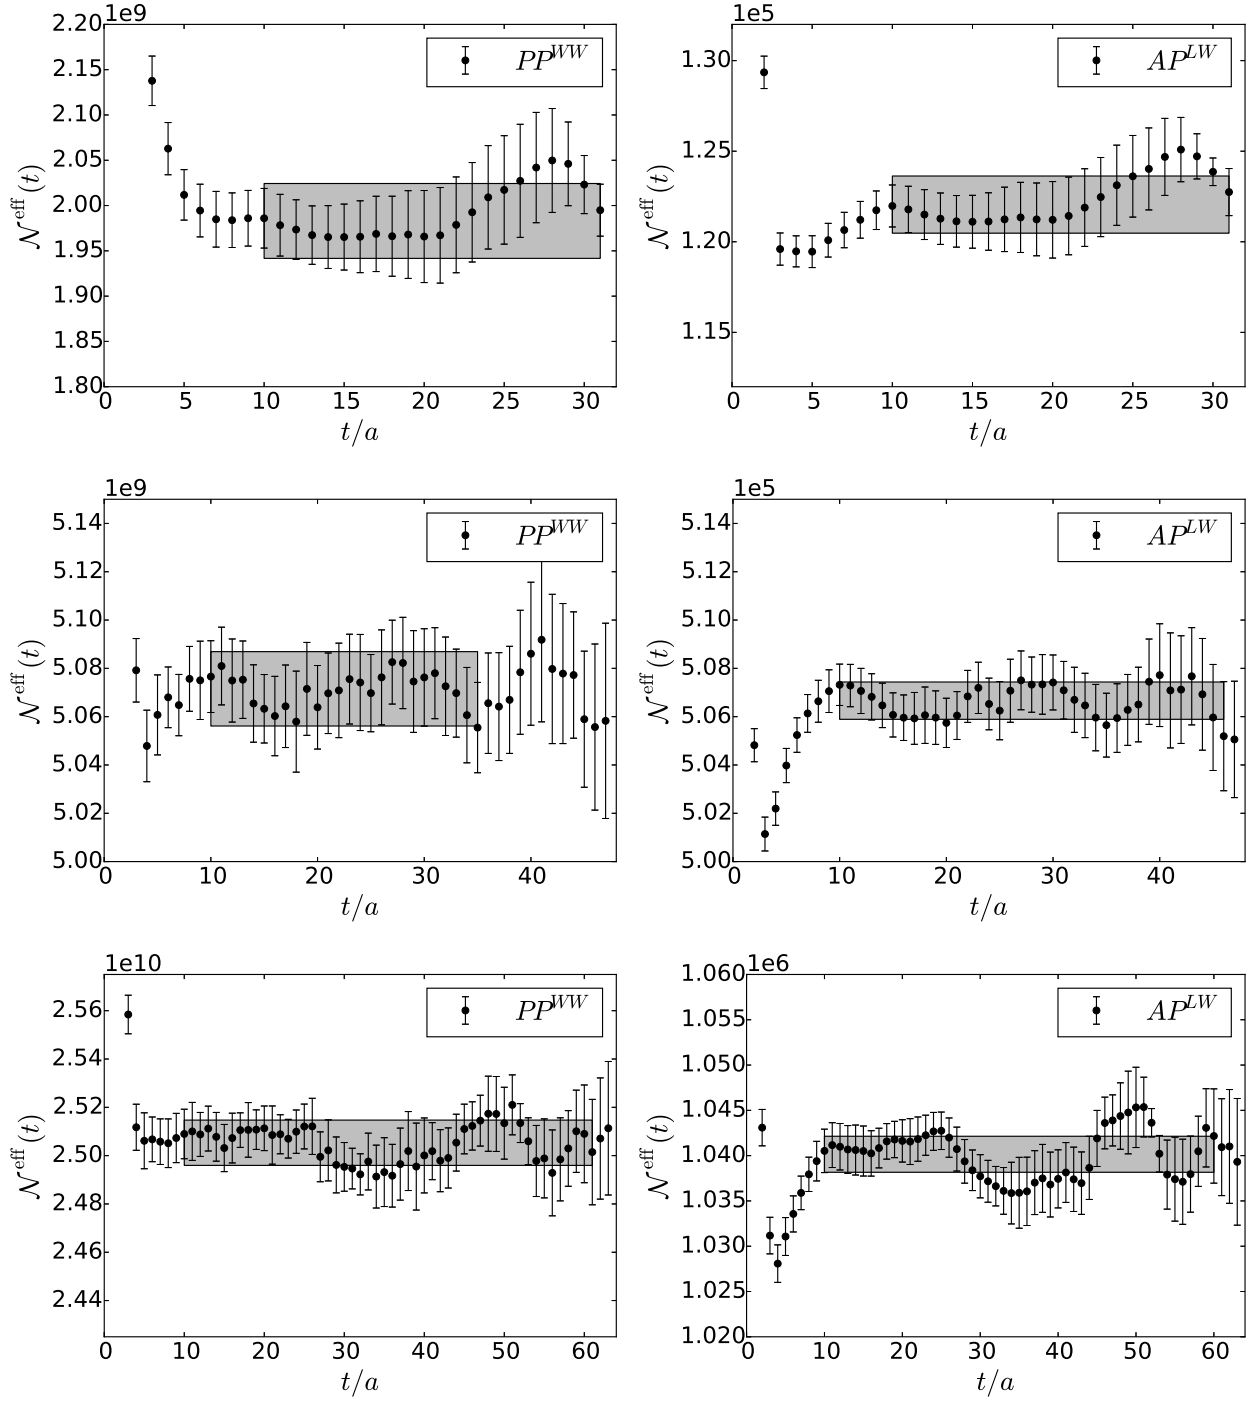 1e9
2.20
2.15
2.10
2.05
2.00
1.95
1.90
1.85
1.80
𝒩^eff(t)
PP^WW
0 5 10 15 20 25 30
t/a
1e5
1.30
1.25
1.20
1.15
𝒩^eff(t)
AP^LW
0 5 10 15 20 25 30
t/a
1e9
5.14
5.12
5.10
5.08
5.06
5.04
5.02
5.00
𝒩^eff(t)
PP^WW
0 10 20 30 40
t/a
1e5
5.14
5.12
5.10
5.08
5.06
5.04
5.02
5.00
𝒩^eff(t)
AP^LW
0 10 20 30 40
t/a
1e10
2.56
2.54
2.52
2.50
2.48
2.46
2.44
𝒩^eff(t)
PP^WW
0 10 20 30 40 50 60
t/a
1e6
1.060
1.055
1.050
1.045
1.040
1.035
1.030
1.025
1.020
𝒩^eff(t)
AP^LW
0 10 20 30 40 50 60
t/a